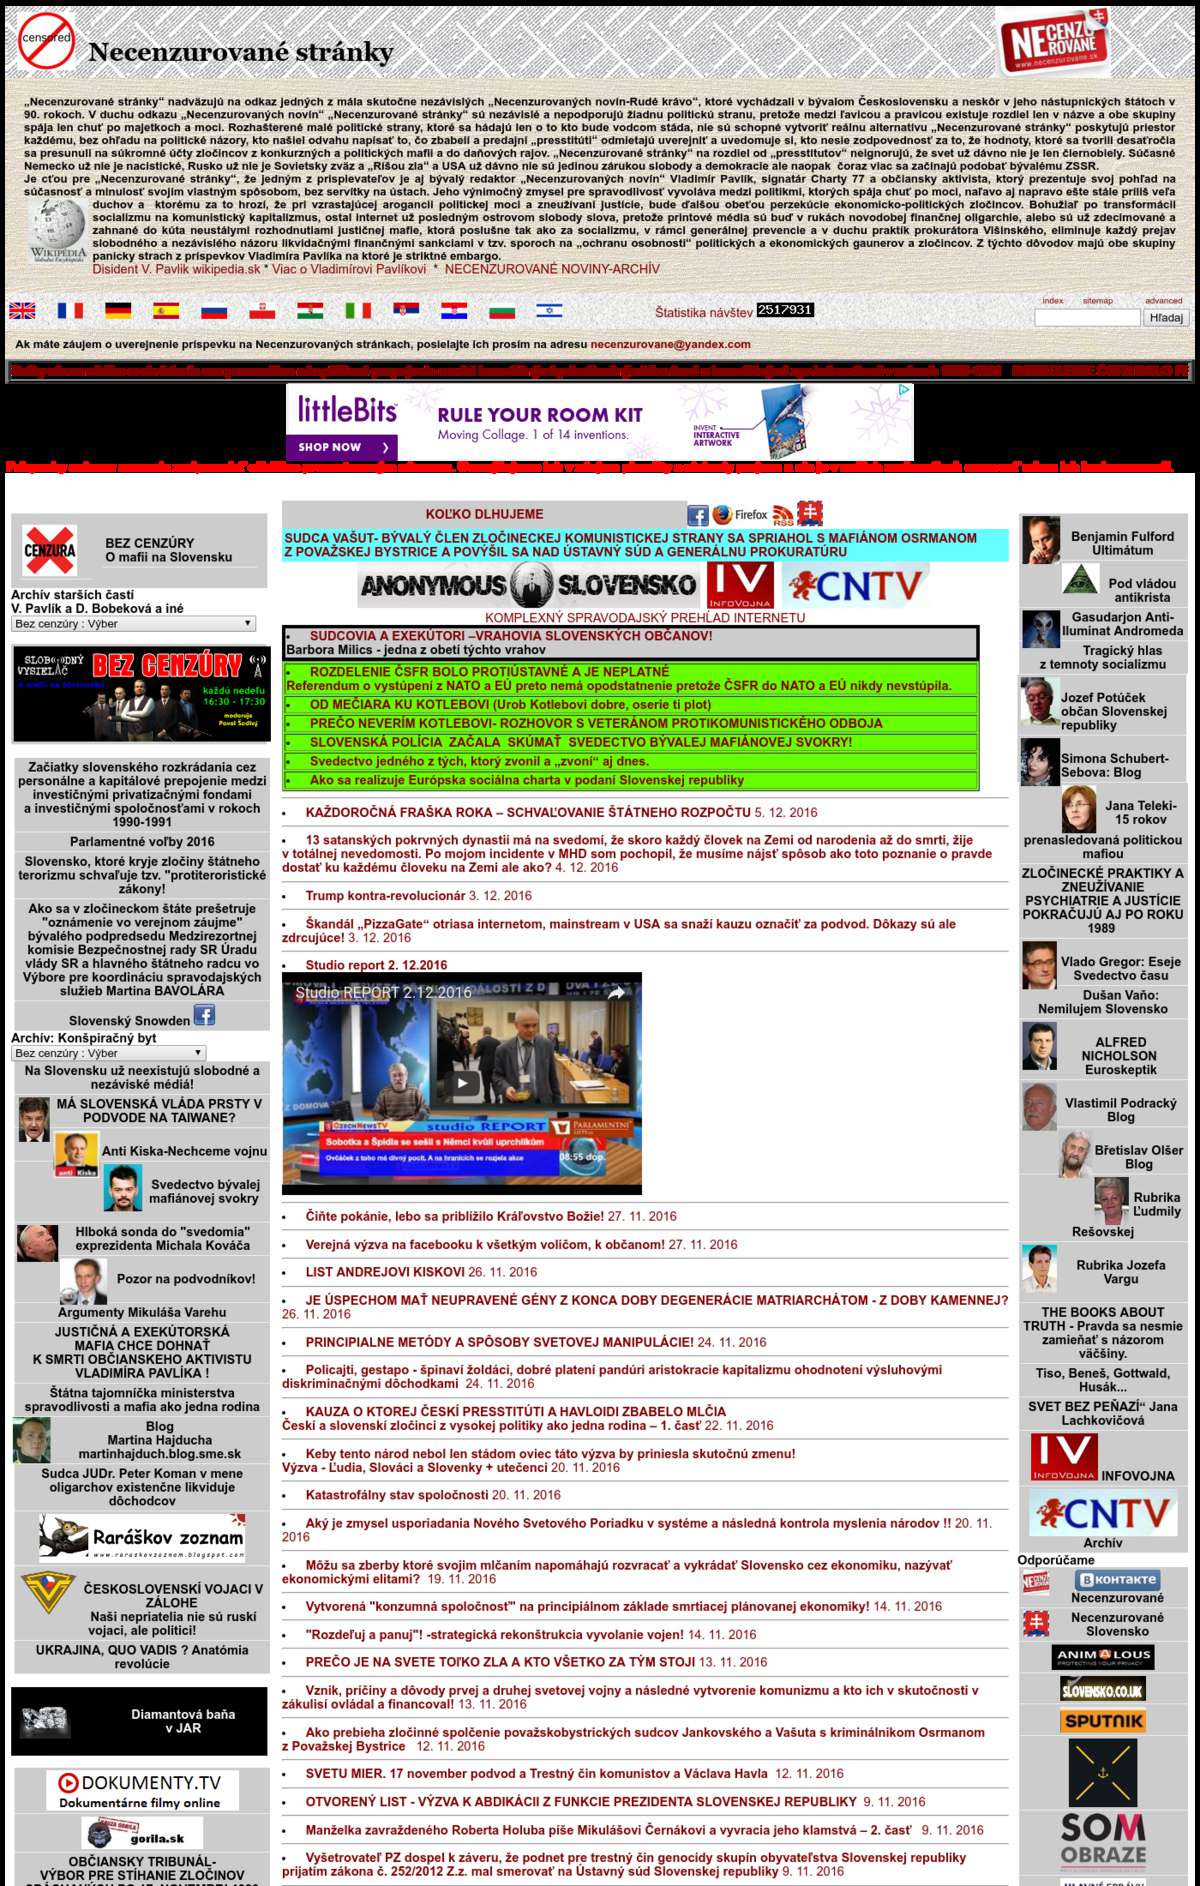 censored
Necenzurované stránky
NECENZU
ROVANÉ
www.necenzurovane.sk
„Necenzurované stránky“ nadväzujú na odkaz jedných z mála skutočne nezávislých „Necenzurovaných novín-Rudé krávo“, ktoré vychádzali v bývalom Československu a neskôr v jeho nástupnických štátoch v
90. rokoch. V duchu odkazu „Necenzurovaných novín“ „Necenzurované stránky“ sú nezávislé a nepodporujú žiadnu politickú stranu, pretože medzi ľavicou a pravicou existuje rozdiel len v názve a obe skupiny
spája len chuť po majetkoch a moci. Rozhašterené malé politické strany, ktoré sa hádajú len o to kto bude vodcom stáda, nie sú schopné vytvoriť reálnu alternatívu „Necenzurované stránky“ poskytujú priestor
každému, bez ohľadu na politické názory, kto našiel odvahu napísať to, čo zbabelí a predajní „presstitúti“ odmietajú uverejniť a uvedomuje si, kto nesie zodpovednosť za to, že hodnoty, ktoré sa tvorili desaťročia
sa presunuli na súkromné účty zločincov z konkurzných a politických mafií a do daňových rajov. „Necenzurované stránky“ na rozdiel od „presstitutov“ neignorujú, že svet už dávno nie je len čiernobiely. Súčasné
Nemecko už nie je nacistické, Rusko už nie je Sovietsky zväz a „Ríšou zla“ a USA už dávno nie sú jedinou zárukou slobody a demokracie ale naopak čoraz viac sa začínajú podobať bývalému ZSSR.
Je cťou pre „Necenzurované stránky“, že jedným z prispievateľov je aj bývalý redaktor „Necenzurovaných novín“ Vladimír Pavlík, signatár Charty 77 a občiansky aktivista, ktorý prezentuje svoj pohľad na
súčasnosť a minulosť svojim vlastným spôsobom, bez servítky na ústach. Jeho výnimočný zmysel pre spravodlivosť vyvoláva medzi politikmi, ktorých spája chuť po moci, naľavo aj napravo ešte stále príliš veľa
duchov a ktorému za to hrozí, že pri vzrastajúcej arogancii politickej moci a zneužívaní justície, bude ďalšou obeťou perzekúcie ekonomicko-politických zločincov. Bohužiaľ po transformácii
socializmu na komunistický kapitalizmus, ostal internet už posledným ostrovom slobody slova, pretože printové média sú buď v rukách novodobej finančnej oligarchie, alebo sú už zdecimované a
zahnané do kúta neustálymi rozhodnutiami justičnej mafie, ktorá poslušne tak ako za socializmu, v rámci generálnej prevencie a v duchu praktík prokurátora Višinského, eliminuje každý prejav
slobodného a nezávislého názoru likvidačnými finančnými sankciami v tzv. sporoch na „ochranu osobnosti“ politických a ekonomických gaunerov a zločincov. Z týchto dôvodov majú obe skupiny
panický strach z príspevkov Vladimíra Pavlíka na ktoré je striktné embargo.
WIKIPEDIA
Disident V. Pavlik wikipedia.sk * Viac o Vladimírovi Pavlíkovi * NECENZUROVANÉ NOVINY-ARCHÍV
Štatistika návštev 2517931
index sitemap advanced
Hľadaj
Ak máte záujem o uverejnenie príspevku na Necenzurovaných stránkach, posielajte ich prosím na adresu necenzurovane@yandex.com
littleBits
SHOP NOW
RULE YOUR ROOM KIT
Moving Collage. 1 of 14 inventions.
INVENT
INTERACTIVE
ARTWORK
CENZURA
BEZ CENZÚRY
O mafii na Slovensku
Archív starších častí
V. Pavlík a D. Bobeková a iné
Bez cenzúry : Výber
SLOBODNÝ
VYSIELAČ
BEZ CENZÚRY
o mafii na Slovensku
každú nedeľu
16:30 - 17:30
Začiatky slovenského rozkrádania cez
personálne a kapitálové prepojenie medzi
investičnými privatizačnými fondami
a investičnými spoločnosťami v rokoch
1990-1991
Parlamentné voľby 2016
Slovensko, ktoré kryje zločiny štátneho
terorizmu schvaľuje tzv. "protiteroristické
zákony!
Ako sa v zločineckom štáte prešetruje
"oznámenie vo verejnom záujme"
bývalého podpredsedu Medzirezortnej
komisie Bezpečnostnej rady SR Úradu
vlády SR a hlavného štátneho radcu vo
Výbore pre koordináciu spravodajských
služieb Martina BAVOLÁRA
Slovenský Snowden
Archív: Konšpiračný byt
Bez cenzúry : Výber
Na Slovensku už neexistujú slobodné a
nezáviské médiá!
MÁ SLOVENSKÁ VLÁDA PRSTY V
PODVODE NA TAIWANE?
anti Kiska
Anti Kiska-Nechceme vojnu
Svedectvo bývalej
mafiánovej svokry
Hlboká sonda do "svedomia"
exprezidenta Michala Kováča
Pozor na podvodníkov!
Argumenty Mikuláša Varehu
JUSTIČNÁ A EXEKÚTORSKÁ
MAFIA CHCE DOHNAŤ
K SMRTI OBČIANSKEHO AKTIVISTU
VLADIMÍRA PAVLÍKA !
Štátna tajomníčka ministerstva
spravodlivosti a mafia ako jedna rodina
Blog
Martina Hajducha
martinhajduch.blog.sme.sk
Sudca JUDr. Peter Koman v mene
oligarchov existenčne likviduje
dôchodcov
Raráškov zoznam
www.raraskovzoznam.blogspot.com
ČESKOSLOVENSKÍ VOJACI V
ZÁLOHE
Naši nepriatelia nie sú ruskí
vojaci, ale politici!
UKRAJINA, QUO VADIS ? Anatómia
revolúcie
Diamantová baňa
v JAR
DOKUMENTY.TV
Dokumentárne filmy online
KAUZA GORILA
gorila.sk
OBČIANSKY TRIBUNÁL-
VÝBOR PRE STÍHANIE ZLOČINOV
KOĽKO DLHUJEME
Firefox
RSS
SUDCA VAŠUT- BÝVALÝ ČLEN ZLOČINECKEJ KOMUNISTICKEJ STRANY SA SPRIAHOL S MAFIÁNOM OSRMANOM
Z POVAŽSKEJ BYSTRICE A POVÝŠIL SA NAD ÚSTAVNÝ SÚD A GENERÁLNU PROKURATÚRU
ANONYMOUS SLOVENSKO
IV
INFOVOJNA
CNTV
KOMPLEXNÝ SPRAVODAJSKÝ PREHĽAD INTERNETU
• SUDCOVIA A EXEKÚTORI –VRAHOVIA SLOVENSKÝCH OBČANOV!
Barbora Milics - jedna z obetí týchto vrahov
• ROZDELENIE ČSFR BOLO PROTIÚSTAVNÉ A JE NEPLATNÉ
Referendum o vystúpení z NATO a EÚ preto nemá opodstatnenie pretože ČSFR do NATO a EÚ nikdy nevstúpila.
• OD MEČIARA KU KOTLEBOVI (Urob Kotlebovi dobre, oserie ti plot)
• PREČO NEVERÍM KOTLEBOVI- ROZHOVOR S VETERÁNOM PROTIKOMUNISTICKÉHO ODBOJA
• SLOVENSKÁ POLÍCIA ZAČALA SKÚMAŤ SVEDECTVO BÝVALEJ MAFIÁNOVEJ SVOKRY!
• Svedectvo jedného z tých, ktorý zvonil a „zvoní“ aj dnes.
• Ako sa realizuje Európska sociálna charta v podaní Slovenskej republiky
• KAŽDOROČNÁ FRAŠKA ROKA – SCHVAĽOVANIE ŠTÁTNEHO ROZPOČTU 5. 12. 2016
• 13 satanských pokrvných dynastií má na svedomí, že skoro každý človek na Zemi od narodenia až do smrti, žije
v totálnej nevedomosti. Po mojom incidente v MHD som pochopil, že musíme nájsť spôsob ako toto poznanie o pravde
dostať ku každému človeku na Zemi ale ako? 4. 12. 2016
• Trump kontra-revolucionár 3. 12. 2016
• Škandál „PizzaGate“ otriasa internetom, mainstream v USA sa snaží kauzu označiť za podvod. Dôkazy sú ale
zdrcujúce! 3. 12. 2016
• Studio report 2. 12.2016
Studio REPORT 2.12.2016
Z DOMOVA
CZECHNEWSTV
studio REPORT
PARLAMENTNÍ
Sobotka a Špidla se sešli s Němci kvůli uprchlíkům
Ovčáček z toho má divný pocit. A na hranicích se rozjela akce
08:55 dop.
• Čiňte pokánie, lebo sa priblížilo Kráľovstvo Božie! 27. 11. 2016
• Verejná výzva na facebooku k všetkým voličom, k občanom! 27. 11. 2016
• LIST ANDREJOVI KISKOVI 26. 11. 2016
• JE ÚSPECHOM MAŤ NEUPRAVENÉ GÉNY Z KONCA DOBY DEGENERÁCIE MATRIARCHÁTOM - Z DOBY KAMENNEJ?
26. 11. 2016
• PRINCIPIALNE METÓDY A SPÔSOBY SVETOVEJ MANIPULÁCIE! 24. 11. 2016
• Policajti, gestapo - špinaví žoldáci, dobré platení pandúri aristokracie kapitalizmu ohodnotení výsluhovými
diskriminačnými dôchodkami 24. 11. 2016
• KAUZA O KTOREJ ČESKÍ PRESSTITÚTI A HAVLOIDI ZBABELO MLČIA
Českí a slovenskí zločinci z vysokej politiky ako jedna rodina – 1. časť 22. 11. 2016
• Keby tento národ nebol len stádom oviec táto výzva by priniesla skutočnú zmenu!
Výzva - Ľudia, Slováci a Slovenky + utečenci 20. 11. 2016
• Katastrofálny stav spoločnosti 20. 11. 2016
• Aký je zmysel usporiadania Nového Svetového Poriadku v systéme a následná kontrola myslenia národov !! 20. 11.
2016
• Môžu sa zberby ktoré svojim mlčaním napomáhajú rozvracať a vykrádať Slovensko cez ekonomiku, nazývať
ekonomickými elitami? 19. 11. 2016
• Vytvorená "konzumná spoločnosť" na principiálnom základe smrtiacej plánovanej ekonomiky! 14. 11. 2016
• "Rozdeľuj a panuj"! -strategická rekonštrukcia vyvolanie vojen! 14. 11. 2016
• PREČO JE NA SVETE TOĽKO ZLA A KTO VŠETKO ZA TÝM STOJI 13. 11. 2016
• Vznik, príčiny a dôvody prvej a druhej svetovej vojny a následné vytvorenie komunizmu a kto ich v skutočnosti v
zákulisí ovládal a financoval! 13. 11. 2016
• Ako prebieha zločinné spolčenie považskobystrických sudcov Jankovského a Vašuta s kriminálnikom Osrmanom
z Považskej Bystrice 12. 11. 2016
• SVETU MIER. 17 november podvod a Trestný čin komunistov a Václava Havla 12. 11. 2016
• OTVORENÝ LIST - VÝZVA K ABDIKÁCII Z FUNKCIE PREZIDENTA SLOVENSKEJ REPUBLIKY 9. 11. 2016
• Manželka zavraždeného Roberta Holuba píše Mikulášovi Černákovi a vyvracia jeho klamstvá – 2. časť 9. 11. 2016
• Vyšetrovateľ PZ dospel k záveru, že podnet pre trestný čin genocídy skupín obyvateľstva Slovenskej republiky
prijatím zákona č. 252/2012 Z.z. mal smerovať na Ústavný súd Slovenskej republiky 9. 11. 2016
Benjamin Fulford
Ultimátum
Pod vládou
antikrista
Gasudarjon Anti-
Iluminat Andromeda
Tragický hlas
z temnoty socializmu
Jozef Potúček
občan Slovenskej
republiky
Simona Schubert-
Sebova: Blog
Jana Teleki-
15 rokov
prenasledovaná politickou
mafiou
ZLOČINECKÉ PRAKTIKY A
ZNEUŽÍVANIE
PSYCHIATRIE A JUSTÍCIE
POKRAČUJÚ AJ PO ROKU
1989
Vlado Gregor: Eseje
Svedectvo času
Dušan Vaňo:
Nemilujem Slovensko
ALFRED
NICHOLSON
Euroskeptik
Vlastimil Podracký
Blog
Břetislav Olšer
Blog
Rubrika
Ľudmily
Rešovskej
Rubrika Jozefa
Vargu
THE BOOKS ABOUT
TRUTH - Pravda sa nesmie
zamieňať s názorom
väčšiny.
Tiso, Beneš, Gottwald,
Husák...
SVET BEZ PEŇAZÍ“ Jana
Lachkovičová
IV
INFOVOJNA INFOVOJNA
CNTV
Archív
Odporúčame
ВКОНТАКТЕ
Necenzurované
Necenzurované
Slovensko
ANIMALOUS
PROTECTING YOUR PRIVACY
SLOVENSKO.CO.UK
SPUTNIK
SOM
OBRAZE
HLAVNÉ SPRÁVY